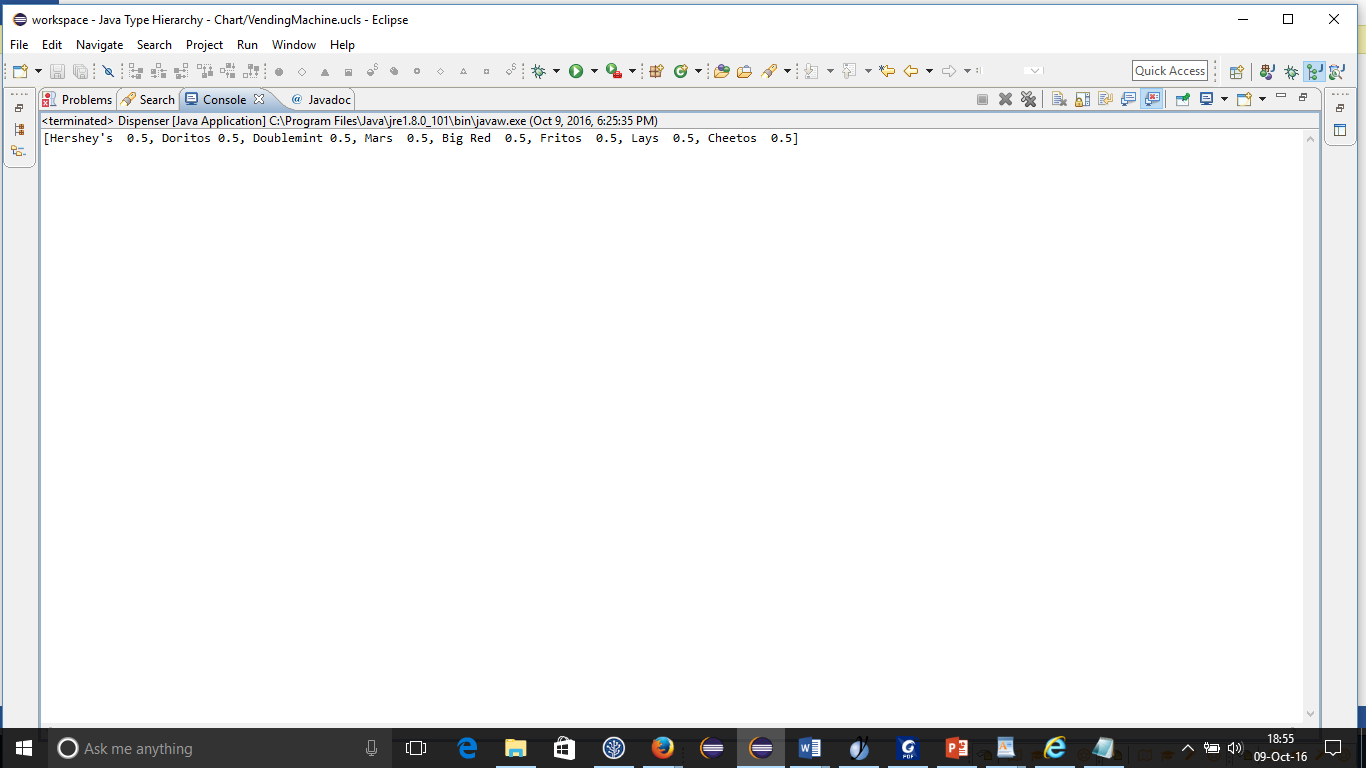 workspace - Java Type Hierarchy - Chart/VendingMachine.ucls - Eclipse
File Edit Navigate Search Project Run Window Help
Quick Access
Problems Search Console @ Javadoc
<terminated> Dispenser [Java Application] C:\Program Files\Java\jre1.8.0_101\bin\javaw.exe (Oct 9, 2016, 6:25:35 PM)
[Hershey's  0.5, Doritos 0.5, Doublemint 0.5, Mars  0.5, Big Red  0.5, Fritos  0.5, Lays  0.5, Cheetos  0.5]
Ask me anything
18:55
09-Oct-16